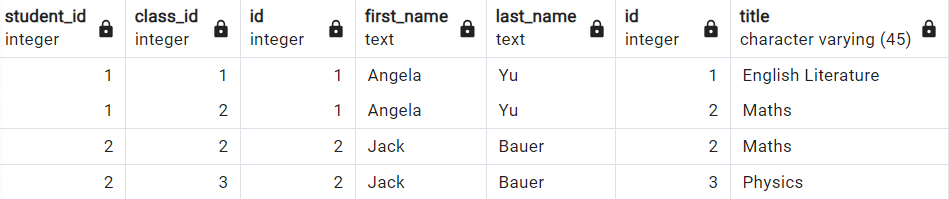 student_id class_id id first_name last_name id title
integer integer integer text text integer character varying (45)
1 1 1 Angela Yu 1 English Literature
1 2 1 Angela Yu 2 Maths
2 2 2 Jack Bauer 2 Maths
2 3 2 Jack Bauer 3 Physics